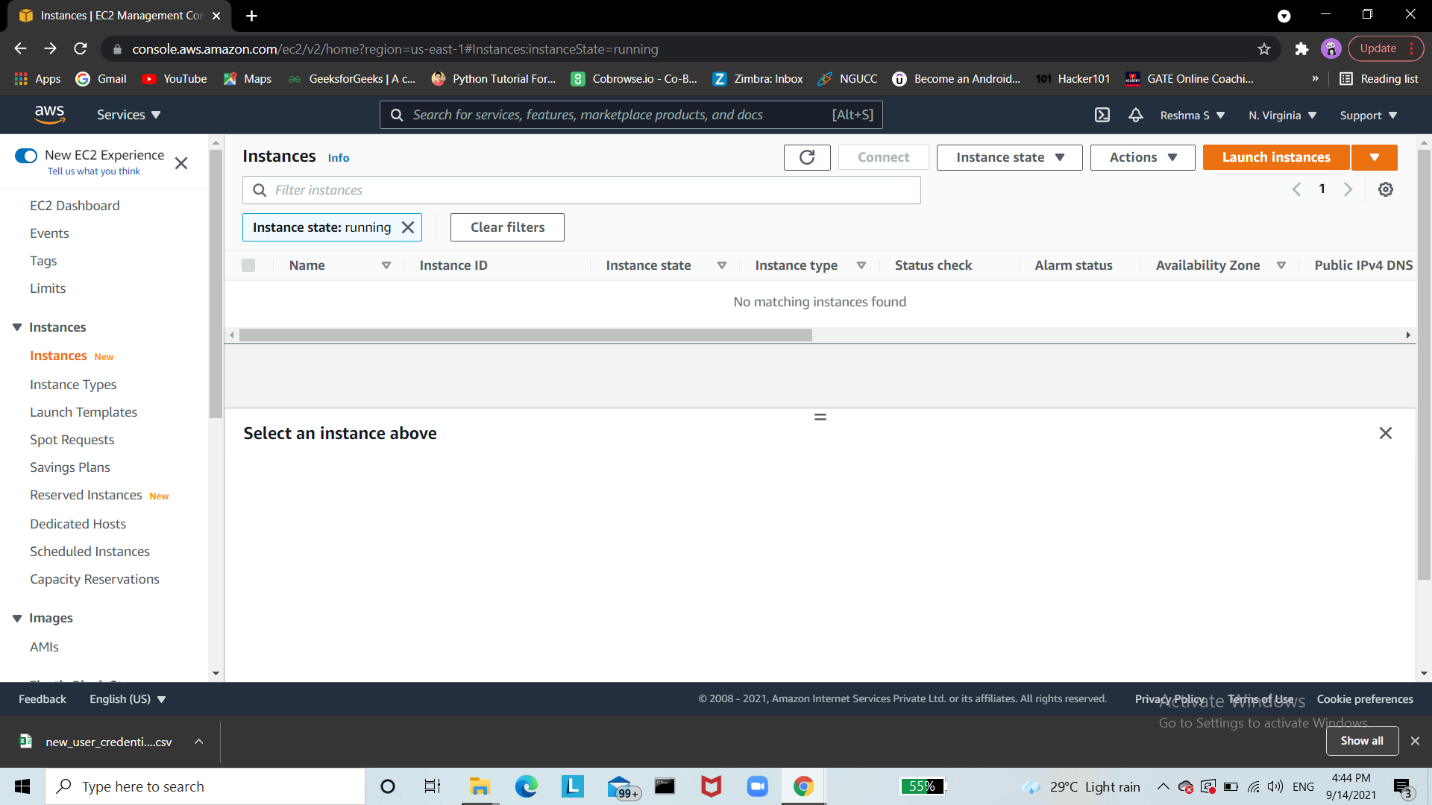 Instances | EC2 Management Con
console.aws.amazon.com/ec2/v2/home?region=us-east-1#Instances:instanceState=running
Update
Apps Gmail YouTube Maps GeeksforGeeks | A c... Python Tutorial For... Cobrowse.io - Co-B... Zimbra: Inbox NGUCC Become an Android... 101 Hacker101 GATE Online Coachi... » Reading list
aws Services Search for services, features, marketplace products, and docs [Alt+S] Reshma S N. Virginia Support
New EC2 Experience
Tell us what you think
EC2 Dashboard
Events
Tags
Limits
Instances
Instances New
Instance Types
Launch Templates
Spot Requests
Savings Plans
Reserved Instances New
Dedicated Hosts
Scheduled Instances
Capacity Reservations
Images
AMIs
Instances Info Connect Instance state Actions Launch instances
Filter instances 1
Instance state: running Clear filters
Name Instance ID Instance state Instance type Status check Alarm status Availability Zone Public IPv4 DNS
No matching instances found
Select an instance above
Feedback English (US) © 2008 - 2021, Amazon Internet Services Private Ltd. or its affiliates. All rights reserved. Privacy Policy Terms of Use Cookie preferences
Activate Windows
Go to Settings to activate Windows.
new_user_credenti....csv Show all
Type here to search 99+ 55% 29°C Light rain ENG 4:44 PM
9/14/2021 3